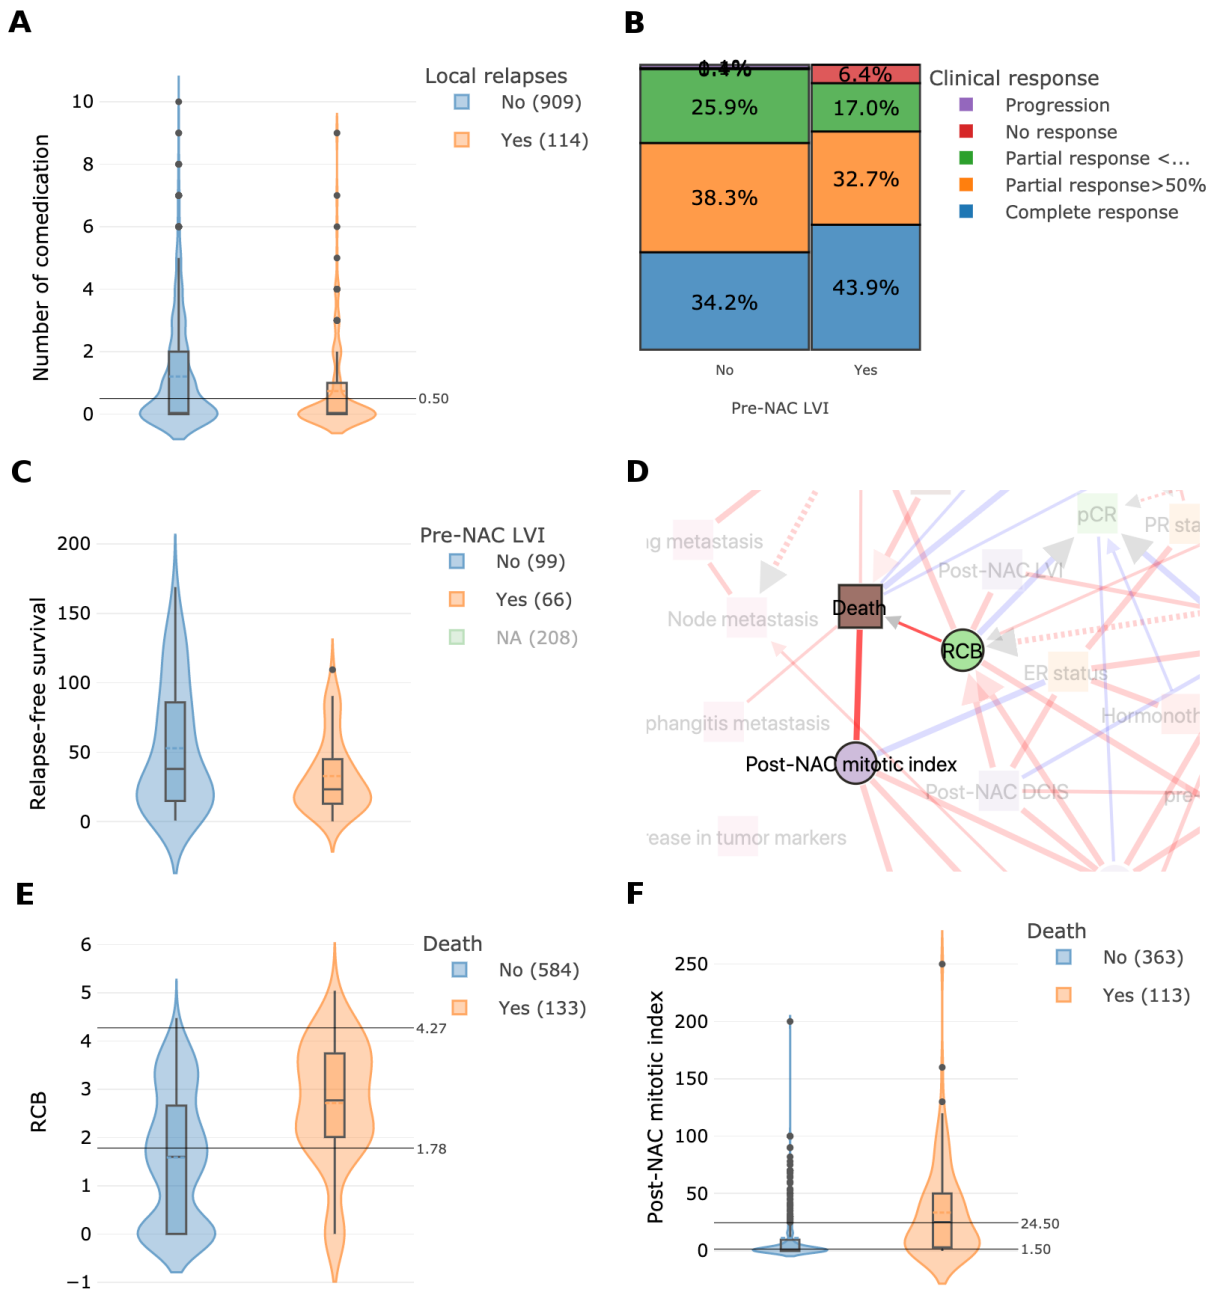 A
Local relapses
No (909)
Yes (114)
Number of comedication
10
8
6
4
2
0
0.50
B
6.4%
25.9%
17.0%
38.3%
32.7%
34.2%
43.9%
No
Yes
Pre-NAC LVI
Clinical response
Progression
No response
Partial response <...
Partial response>50%
Complete response
C
Pre-NAC LVI
No (99)
Yes (66)
NA (208)
Relapse-free survival
200
150
100
50
0
D
pCR
PR sta
ng metastasis
Post-NAC LVI
Death
Node metastasis
RCB
ER status
phangitis metastasis
Hormonoth
Post-NAC mitotic index
Post-NAC DCIS
pre-
rease in tumor markers
E
Death
No (584)
Yes (133)
RCB
6
5
4
3
2
1
0
−1
4.27
1.78
F
Death
No (363)
Yes (113)
Post-NAC mitotic index
250
200
150
100
50
0
24.50
1.50